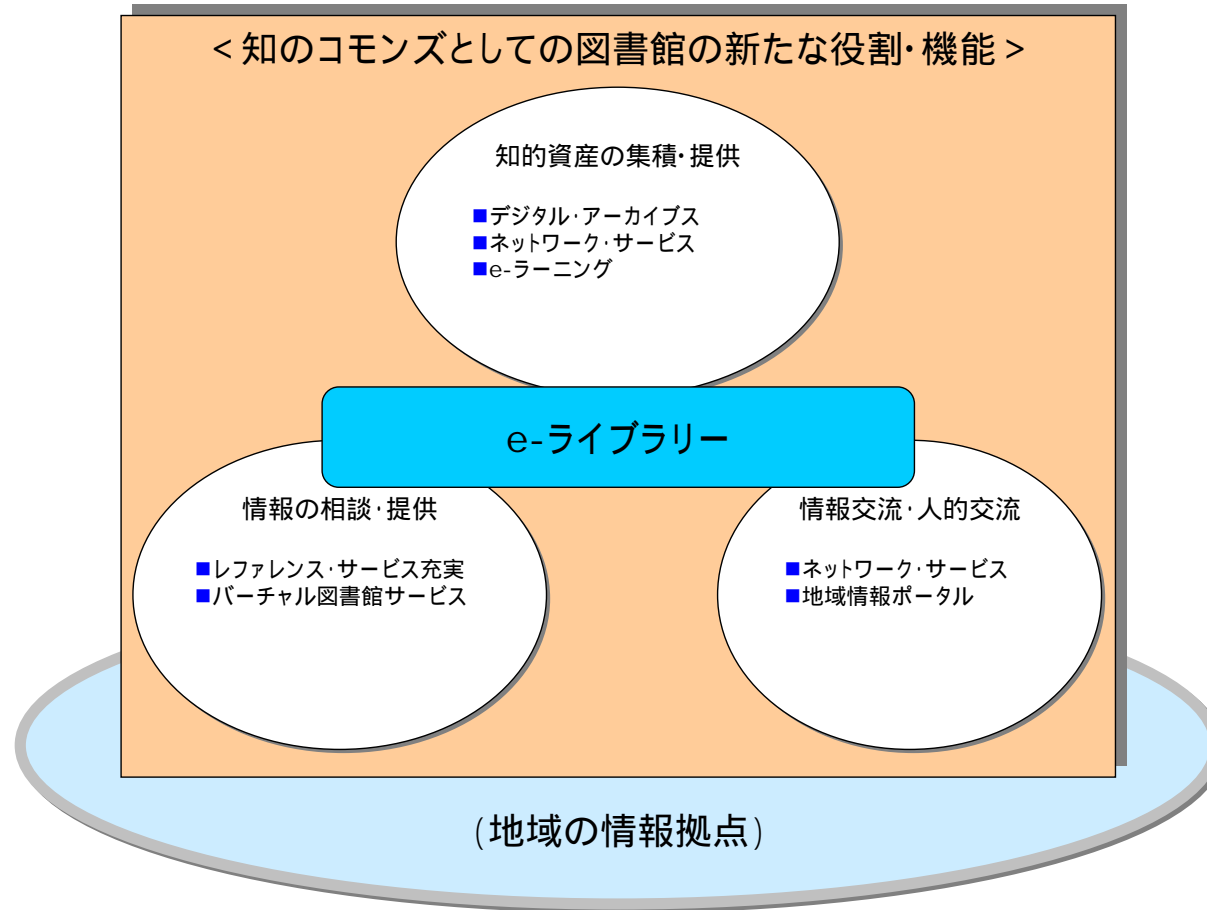 <知のコモンズとしての図書館の新たな役割・機能>
知的資産の集積・提供
■デジタル・アーカイブス
■ネットワーク・サービス
■e-ラーニング
e-ライブラリー
情報の相談・提供
■レファレンス・サービス充実
■バーチャル図書館サービス
情報交流・人的交流
■ネットワーク・サービス
■地域情報ポータル
(地域の情報拠点)